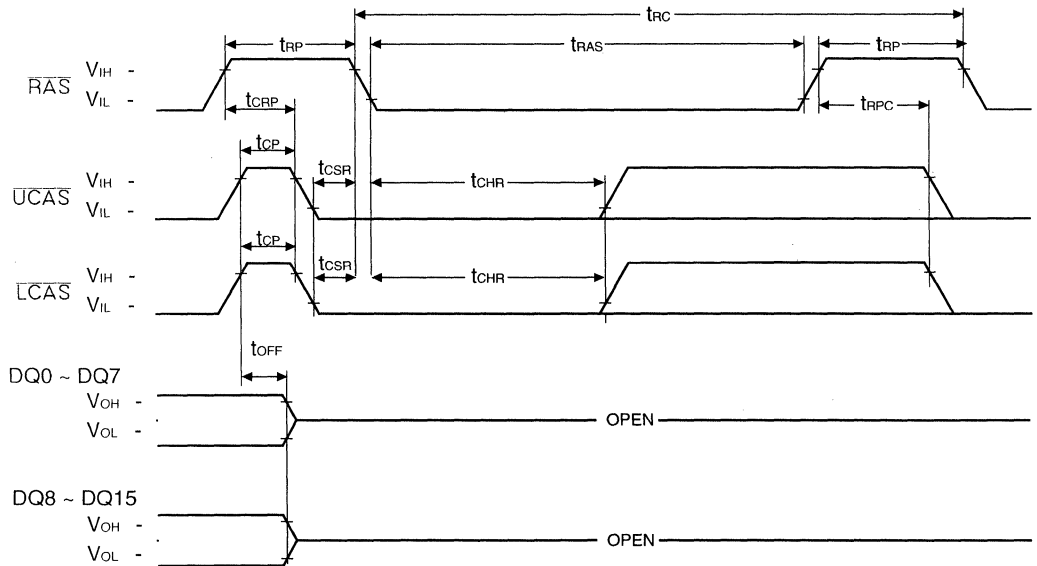 tRC
tRP tRAS tRP
RAS VIH -
VIL -
tCRP tRPC
tCP
tCSR tCHR
UCAS VIH -
VIL -
tCP
tCSR tCHR
LCAS VIH -
VIL -
tOFF
DQ0 ~ DQ7
VOH -
VOL -
OPEN
DQ8 ~ DQ15
VOH -
VOL -
OPEN